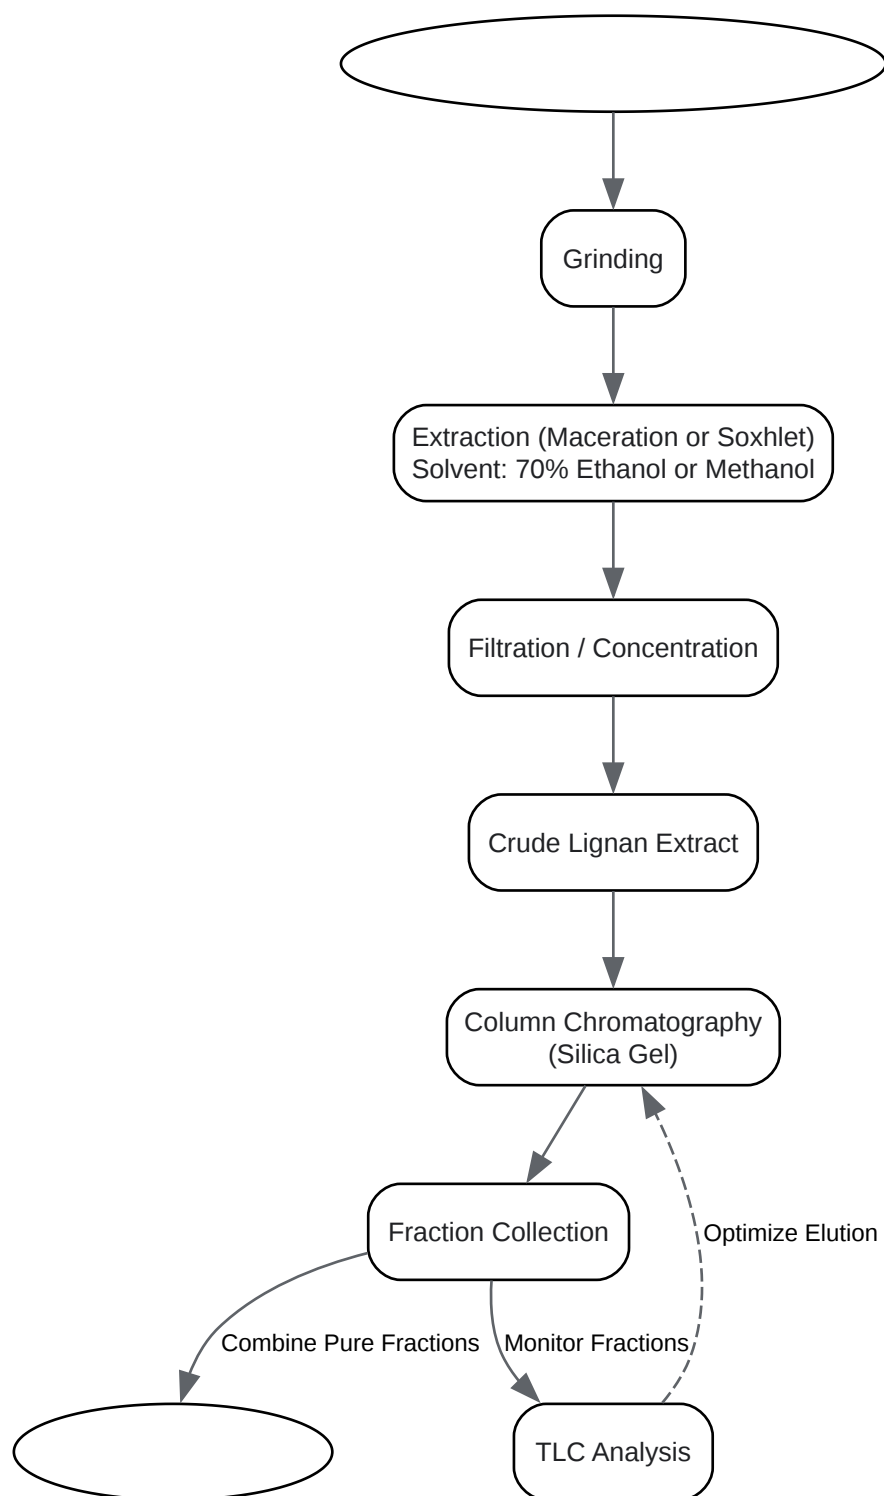 Grinding
Extraction (Maceration or Soxhlet)
Solvent: 70% Ethanol or Methanol
Filtration / Concentration
Crude Lignan Extract
Column Chromatography
(Silica Gel)
Fraction Collection
Optimize Elution
Combine Pure Fractions
Monitor Fractions
TLC Analysis